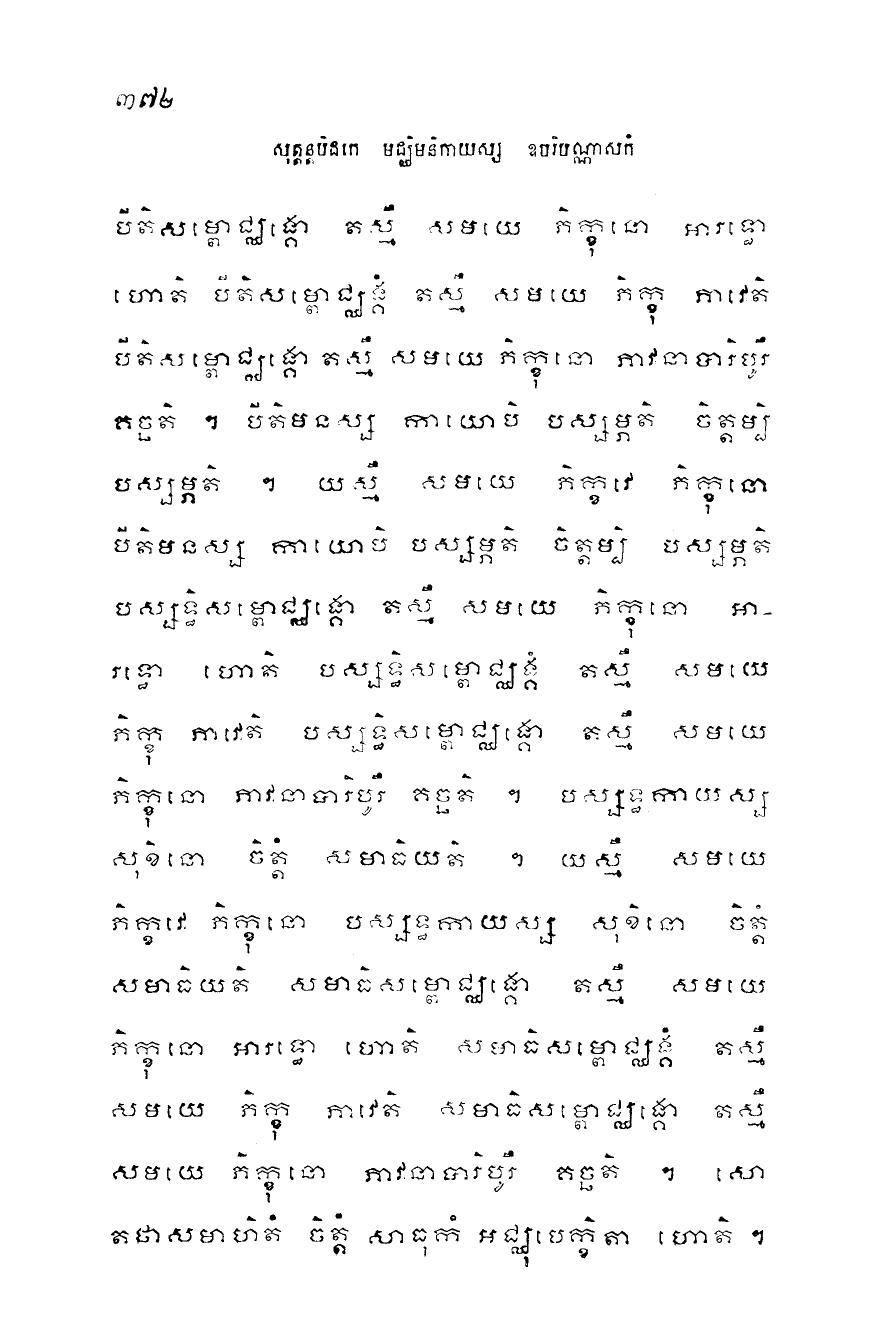 ៣៧២
សុត្តន្តបិដកេ មជ្ឈិមនិកាយស្ស ឧបរិបណ្ណាសកំ
បីតិសម្ពោជ្ឈង្គោ តស្មឹ សមយេ ភិក្ខុនោ អារទ្ធោ
ហោតិ បីតិសម្ពោជ្ឈង្គំ តស្មឹ សមយេ ភិក្ខុ ភាវេតិ
បីតិសម្ពោជ្ឈង្គោ តស្មឹ សមយេ ភិក្ខុនោ ភាវនាបារិបូរឹ
គច្ឆតិ ។ បីតិមនស្ស កាយោបិ បស្សម្ភតិ ចិត្តម្បិ
បស្សម្ភតិ ។ យស្មឹ សមយេ ភិក្ខវេ ភិក្ខុនោ
បីតិមនស្ស កាយោបិ បស្សម្ភតិ ចិត្តម្បិ បស្សម្ភតិ
បស្សទ្ធិសម្ពោជ្ឈង្គោ តស្មឹ សមយេ ភិក្ខុនោ អា-
រទ្ធោ ហោតិ បស្សទ្ធិសម្ពោជ្ឈង្គំ តស្មឹ សមយេ
ភិក្ខុ ភាវេតិ បស្សទ្ធិសម្ពោជ្ឈង្គោ តស្មឹ សមយេ
ភិក្ខុនោ ភាវនាបារិបូរឹ គច្ឆតិ ។ បស្សទ្ធកាយស្ស
សុខិនោ ចិត្តំ សមាធិយតិ ។ យស្មឹ សមយេ
ភិក្ខវេ ភិក្ខុនោ បស្សទ្ធកាយស្ស សុខិនោ ចិត្តំ
សមាធិយតិ សមាធិសម្ពោជ្ឈង្គោ តស្មឹ សមយេ
ភិក្ខុនោ អារទ្ធោ ហោតិ សមាធិសម្ពោជ្ឈង្គំ តស្មឹ
សមយេ ភិក្ខុ ភាវេតិ សមាធិសម្ពោជ្ឈង្គោ តស្មឹ
សមយេ ភិក្ខុនោ ភាវនាបារិបូរឹ គច្ឆតិ ។ សោ
តថាសមាហិតំ ចិត្តំ សាធុកំ អជ្ឈុបេក្ខិតា ហោតិ ។